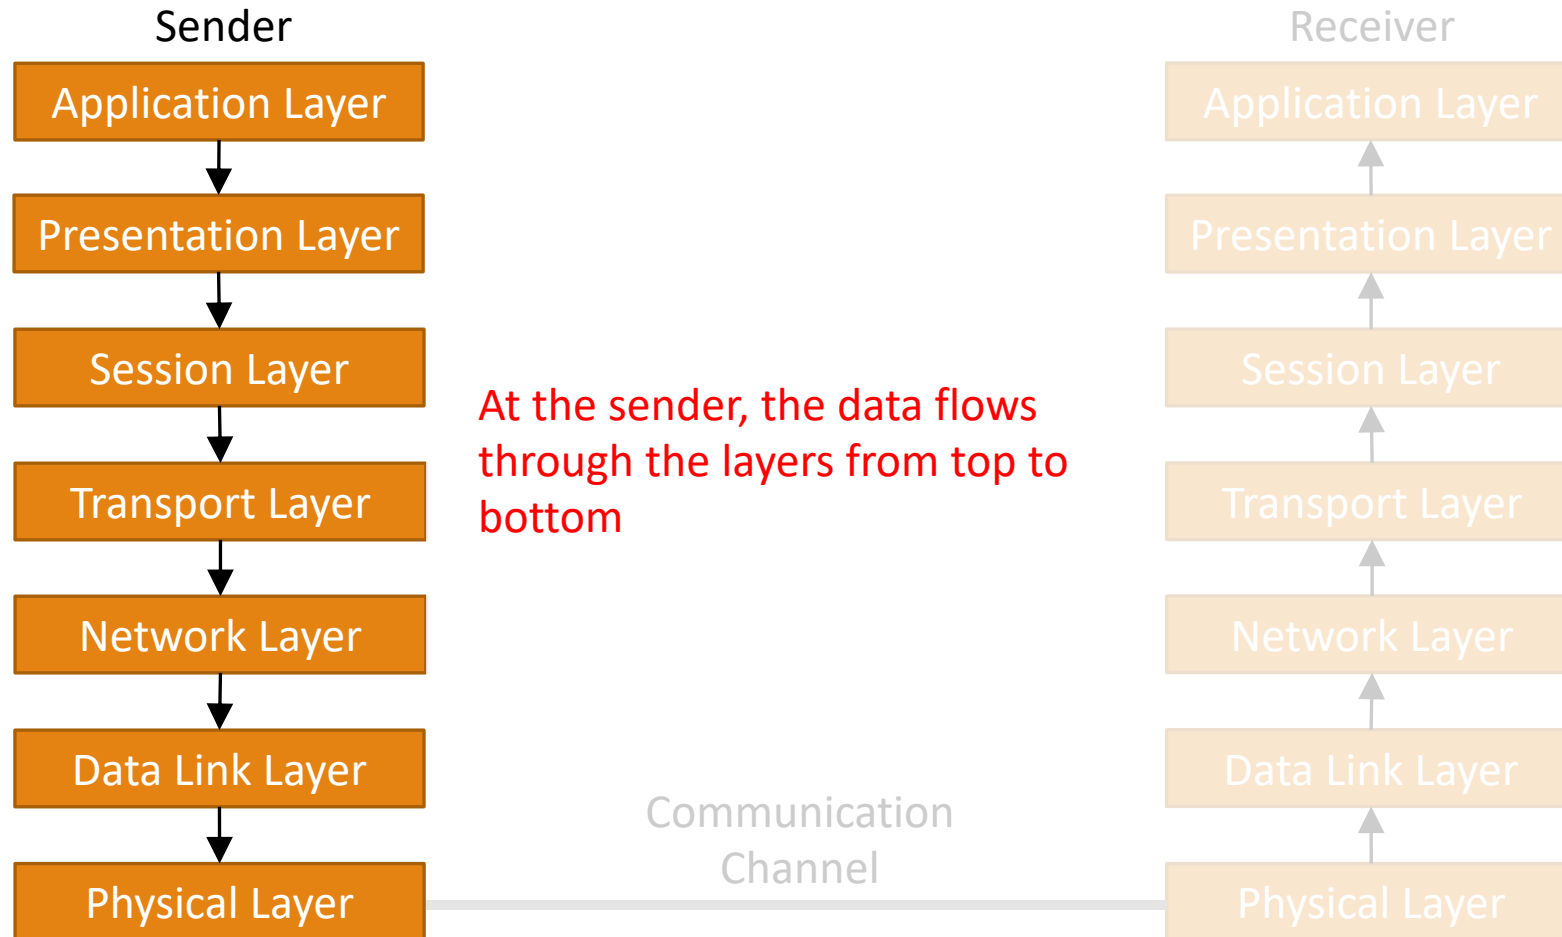 Sender
Receiver
Application Layer
Application Layer
Presentation Layer
Presentation Layer
Session Layer
Session Layer
At the sender, the data flows
through the layers from top to
bottom
Transport Layer
Transport Layer
Network Layer
Network Layer
Data Link Layer
Data Link Layer
Communication
Channel
Physical Layer
Physical Layer